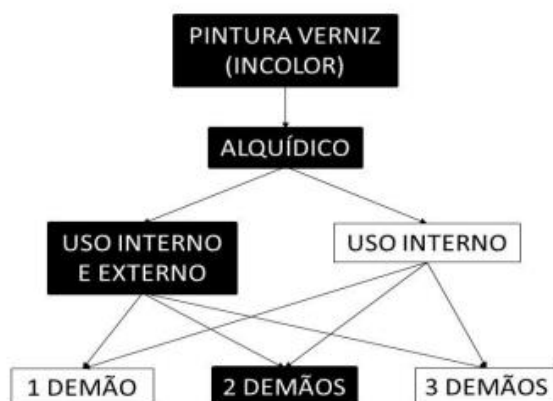 PINTURA VERNIZ
(INCOLOR)
ALQUÍDICO
USO INTERNO
E EXTERNO
USO INTERNO
1 DEMÃO
2 DEMÃOS
3 DEMÃOS